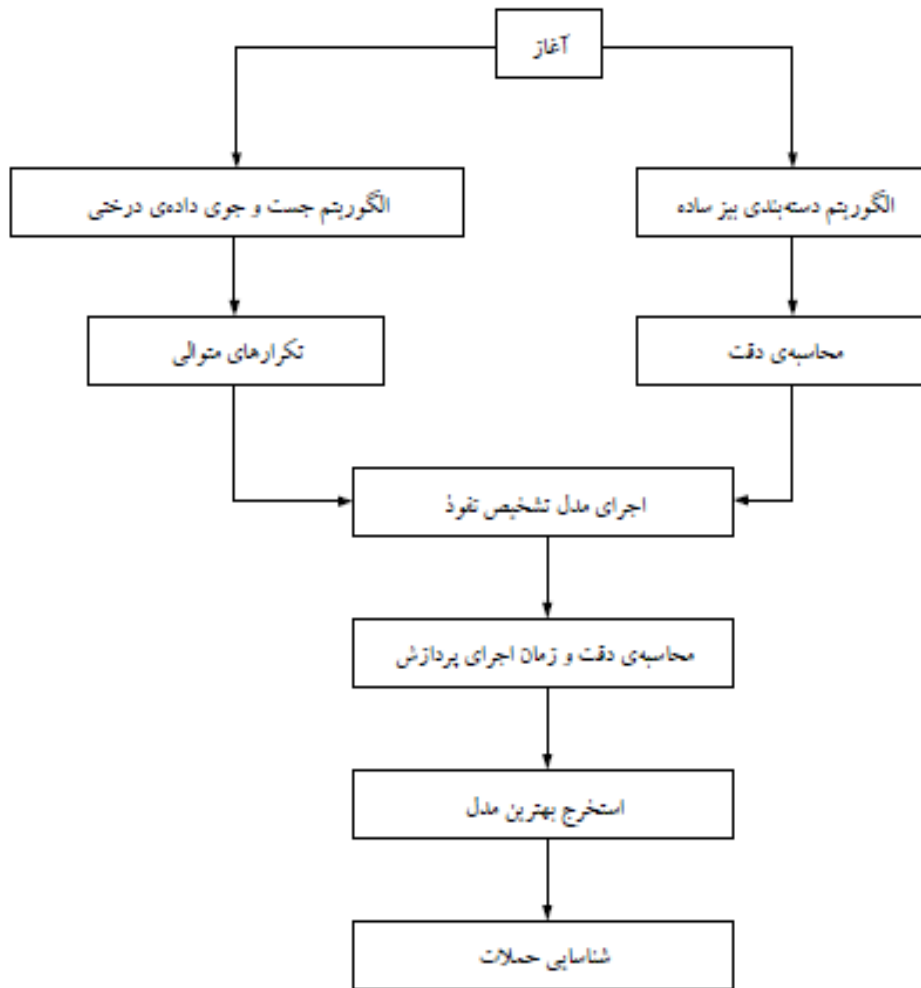 آغاز
الگوریتم دسته‌بندی بیز ساده
الگوریتم جست و جوی داده‌ی درختی
محاسبه‌ی دقت
تکرارهای متوالی
اجرای مدل تشخیص نفوذ
محاسبه‌ی دقت و زمان اجرای پردازش
استخرج بهترین مدل
شناسایی حملات